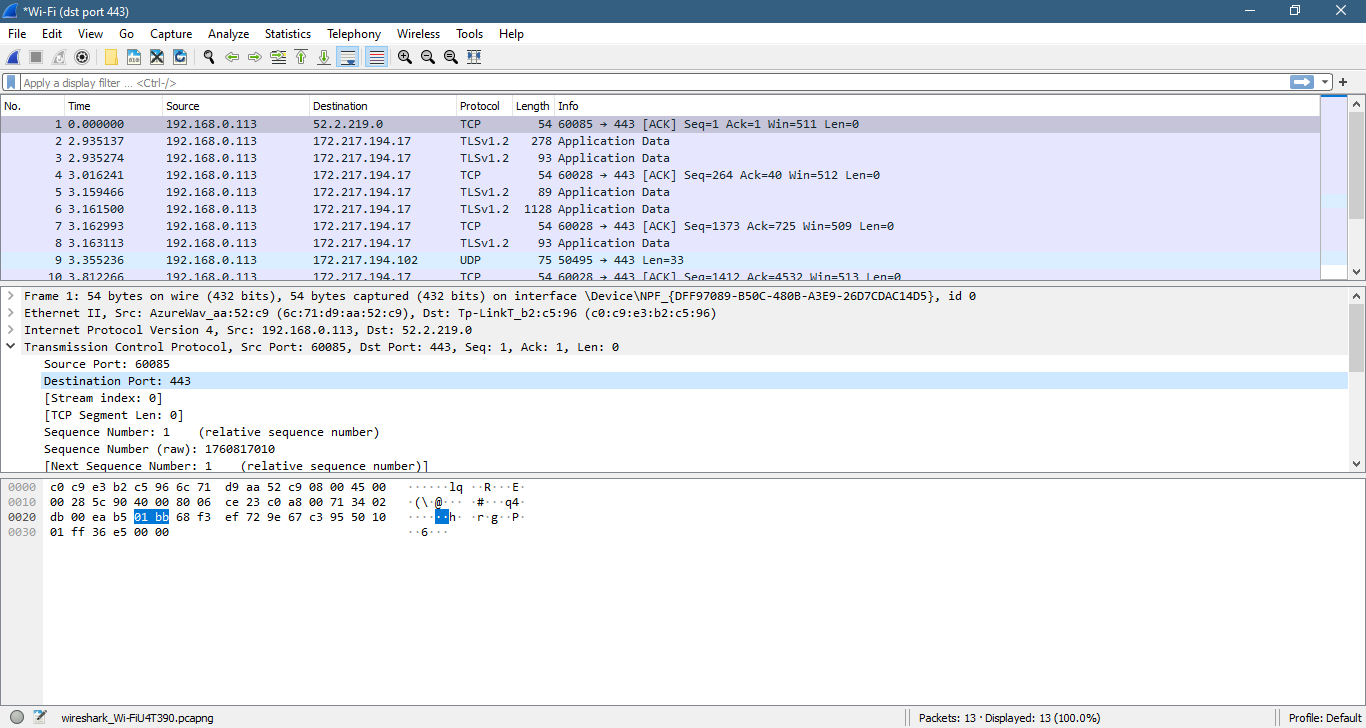 *Wi-Fi (dst port 443)
File Edit View Go Capture Analyze Statistics Telephony Wireless Tools Help
Apply a display filter ... <Ctrl-/>
No. Time Source Destination Protocol Length Info
1 0.000000 192.168.0.113 52.2.219.0 TCP 54 60085 → 443 [ACK] Seq=1 Ack=1 Win=511 Len=0
2 2.935137 192.168.0.113 172.217.194.17 TLSv1.2 278 Application Data
3 2.935274 192.168.0.113 172.217.194.17 TLSv1.2 93 Application Data
4 3.016241 192.168.0.113 172.217.194.17 TCP 54 60028 → 443 [ACK] Seq=264 Ack=40 Win=512 Len=0
5 3.159466 192.168.0.113 172.217.194.17 TLSv1.2 89 Application Data
6 3.161500 192.168.0.113 172.217.194.17 TLSv1.2 1128 Application Data
7 3.162993 192.168.0.113 172.217.194.17 TCP 54 60028 → 443 [ACK] Seq=1373 Ack=725 Win=509 Len=0
8 3.163113 192.168.0.113 172.217.194.17 TLSv1.2 93 Application Data
9 3.355236 192.168.0.113 172.217.194.102 UDP 75 50495 → 443 Len=33
10 3.812266 192.168.0.113 172.217.194.17 TCP 54 60028 → 443 [ACK] Seq=1412 Ack=4532 Win=513 Len=0
Frame 1: 54 bytes on wire (432 bits), 54 bytes captured (432 bits) on interface \Device\NPF_{DFF97089-B50C-480B-A3E9-26D7CDAC14D5}, id 0
Ethernet II, Src: AzureWav_aa:52:c9 (6c:71:d9:aa:52:c9), Dst: Tp-LinkT_b2:c5:96 (c0:c9:e3:b2:c5:96)
Internet Protocol Version 4, Src: 192.168.0.113, Dst: 52.2.219.0
Transmission Control Protocol, Src Port: 60085, Dst Port: 443, Seq: 1, Ack: 1, Len: 0
Source Port: 60085
Destination Port: 443
[Stream index: 0]
[TCP Segment Len: 0]
Sequence Number: 1    (relative sequence number)
Sequence Number (raw): 1760817010
[Next Sequence Number: 1    (relative sequence number)]
0000 c0 c9 e3 b2 c5 96 6c 71 d9 aa 52 c9 08 00 45 00 ······lq ··R···E·
0010 00 28 5c 90 40 00 80 06 ce 23 c0 a8 00 71 34 02 ·(\·@··· ·#···q4·
0020 db 00 ea b5 01 bb 68 f3 ef 72 9e 67 c3 95 50 10 ······h· ·r·g··P·
0030 01 ff 36 e5 00 00 ··6···
wireshark_Wi-FiU4T390.pcapng Packets: 13 · Displayed: 13 (100.0%) Profile: Default